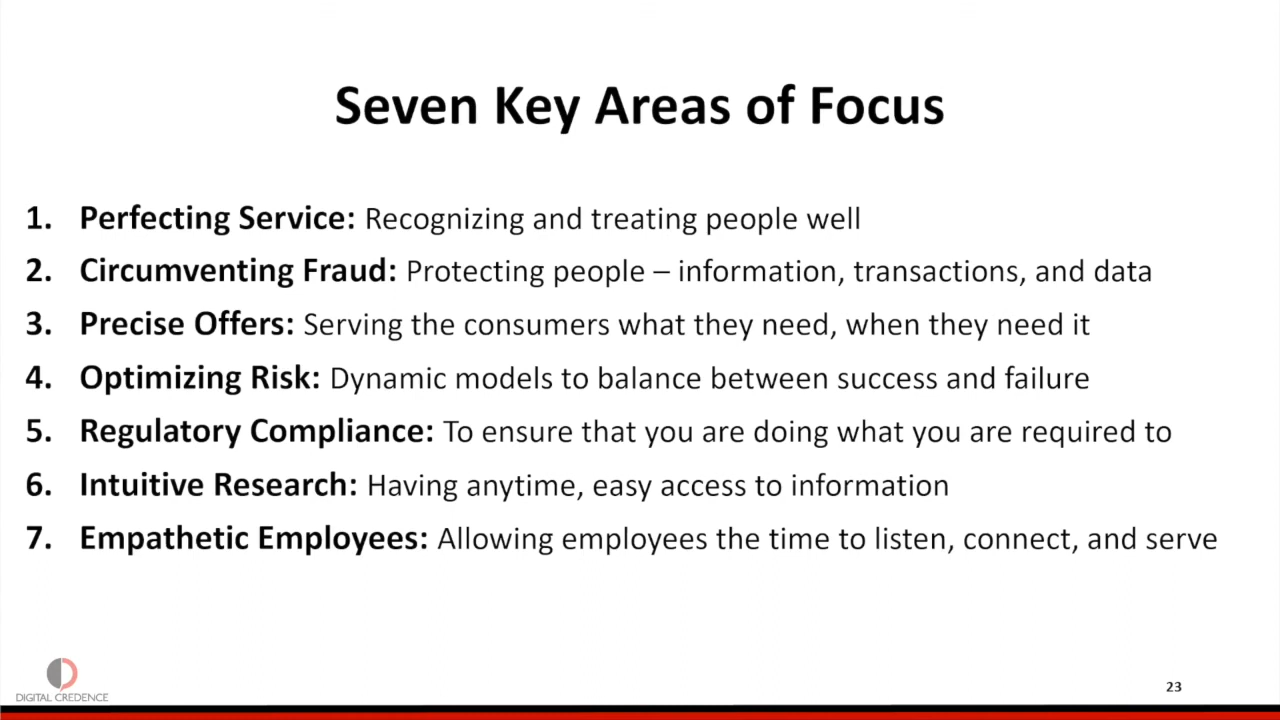 Seven Key Areas of Focus
1. Perfecting Service: Recognizing and treating people well
2. Circumventing Fraud: Protecting people – information, transactions, and data
3. Precise Offers: Serving the consumers what they need, when they need it
4. Optimizing Risk: Dynamic models to balance between success and failure
5. Regulatory Compliance: To ensure that you are doing what you are required to
6. Intuitive Research: Having anytime, easy access to information
7. Empathetic Employees: Allowing employees the time to listen, connect, and serve
DIGITAL CREDENCE
23